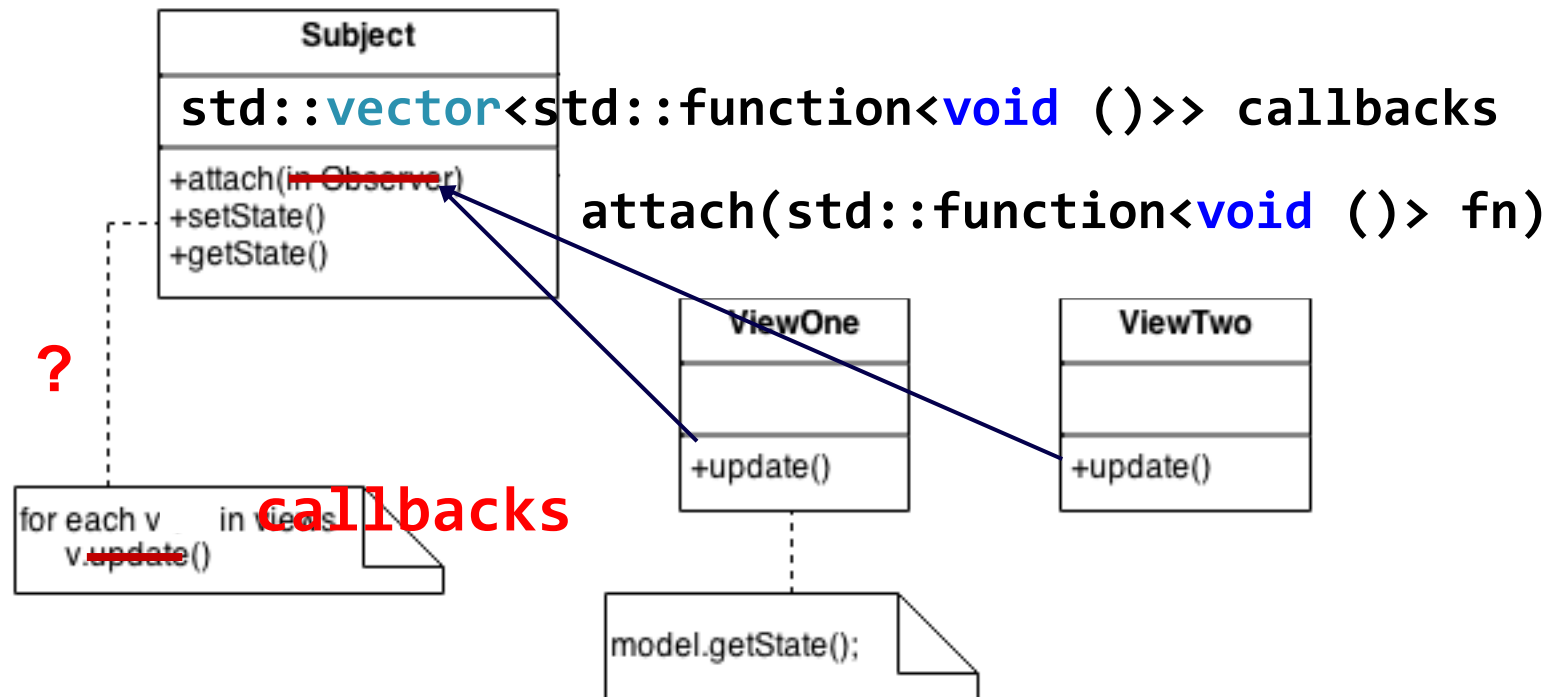 Subject
std::vector<std::function<void ()>> callbacks
+attach(in Observer)
attach(std::function<void ()> fn)
+setState()
+getState()
ViewOne
ViewTwo
?
+update()
+update()
callbacks
for each v in views
v.update()
model.getState();